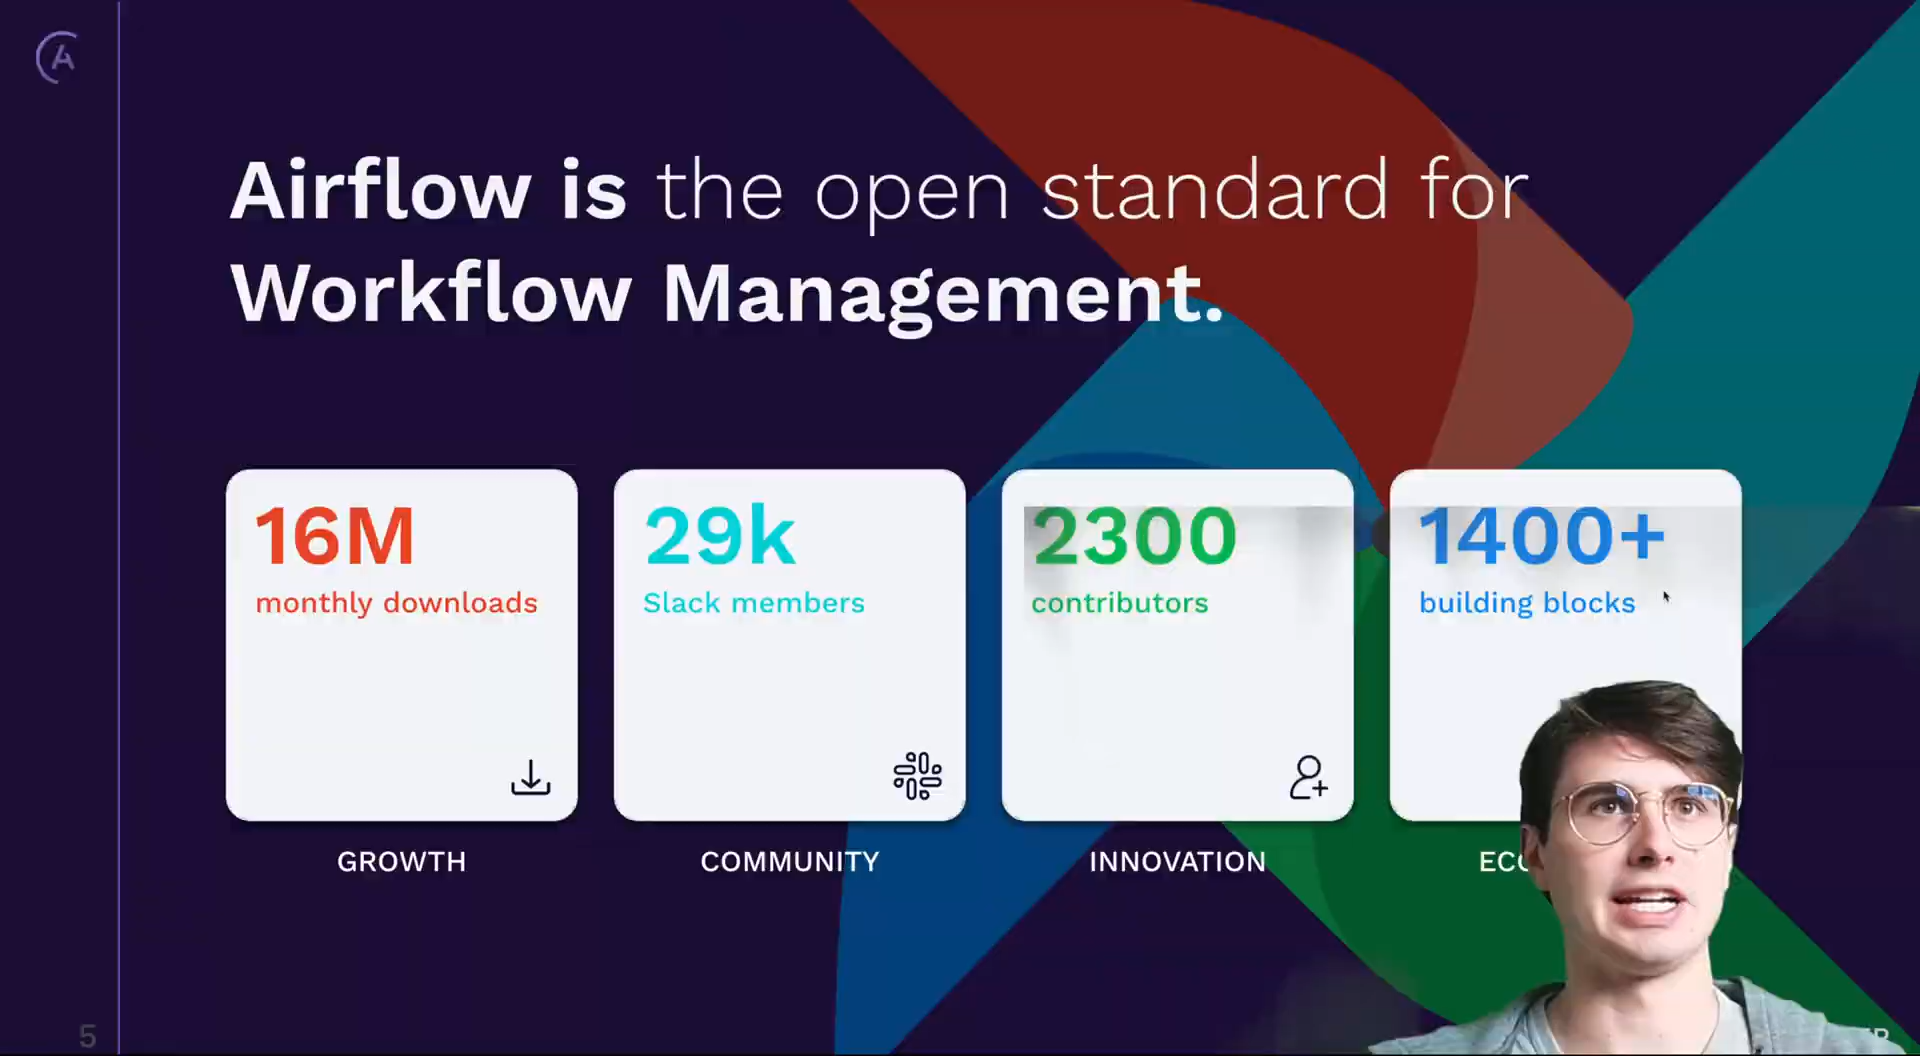 Airflow is the open standard for
Workflow Management.
16M
monthly downloads
29k
Slack members
2300
contributors
1400+
building blocks
GROWTH
COMMUNITY
INNOVATION
5